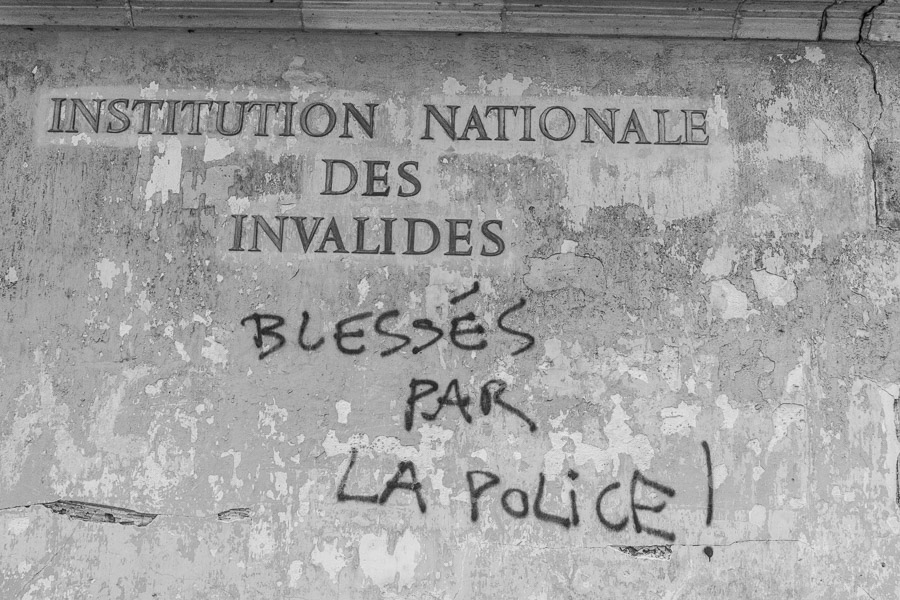 INSTITUTION NATIONALE
DES
INVALIDES
BLESSÉS
PAR
LA POLiCE !